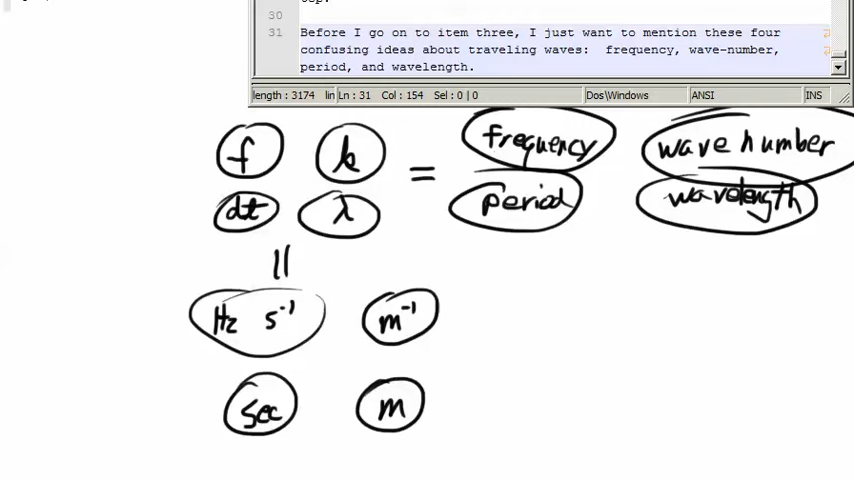 30
31 Before I go on to item three, I just want to mention these four
confusing ideas about traveling waves: frequency, wave-number,
period, and wavelength.
length : 3174 lin Ln : 31 Col : 154 Sel : 0 | 0 Dos\Windows ANSI INS
f k = frequency wave number
dt λ period wavelength
=
Hz s⁻¹ m⁻¹
sec m